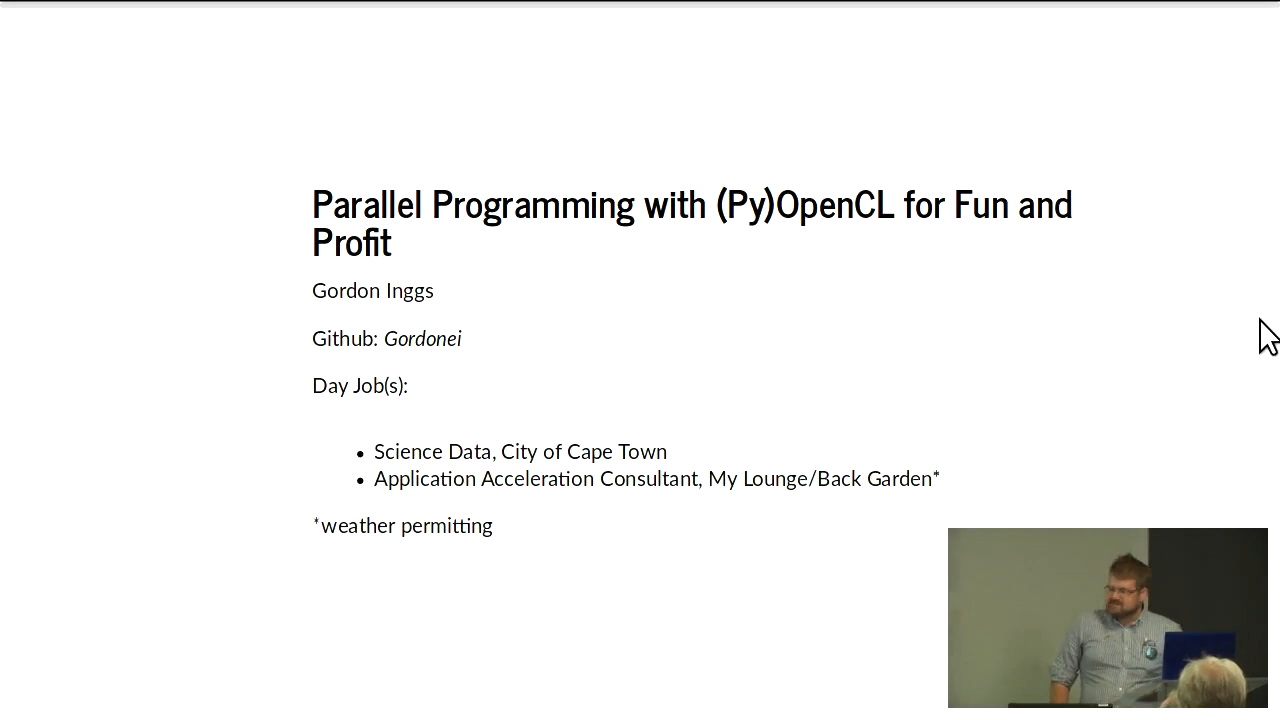 Parallel Programming with (Py)OpenCL for Fun and
Profit
Gordon Inggs
Github: Gordonei
Day Job(s):
• Science Data, City of Cape Town
• Application Acceleration Consultant, My Lounge/Back Garden*
*weather permitting